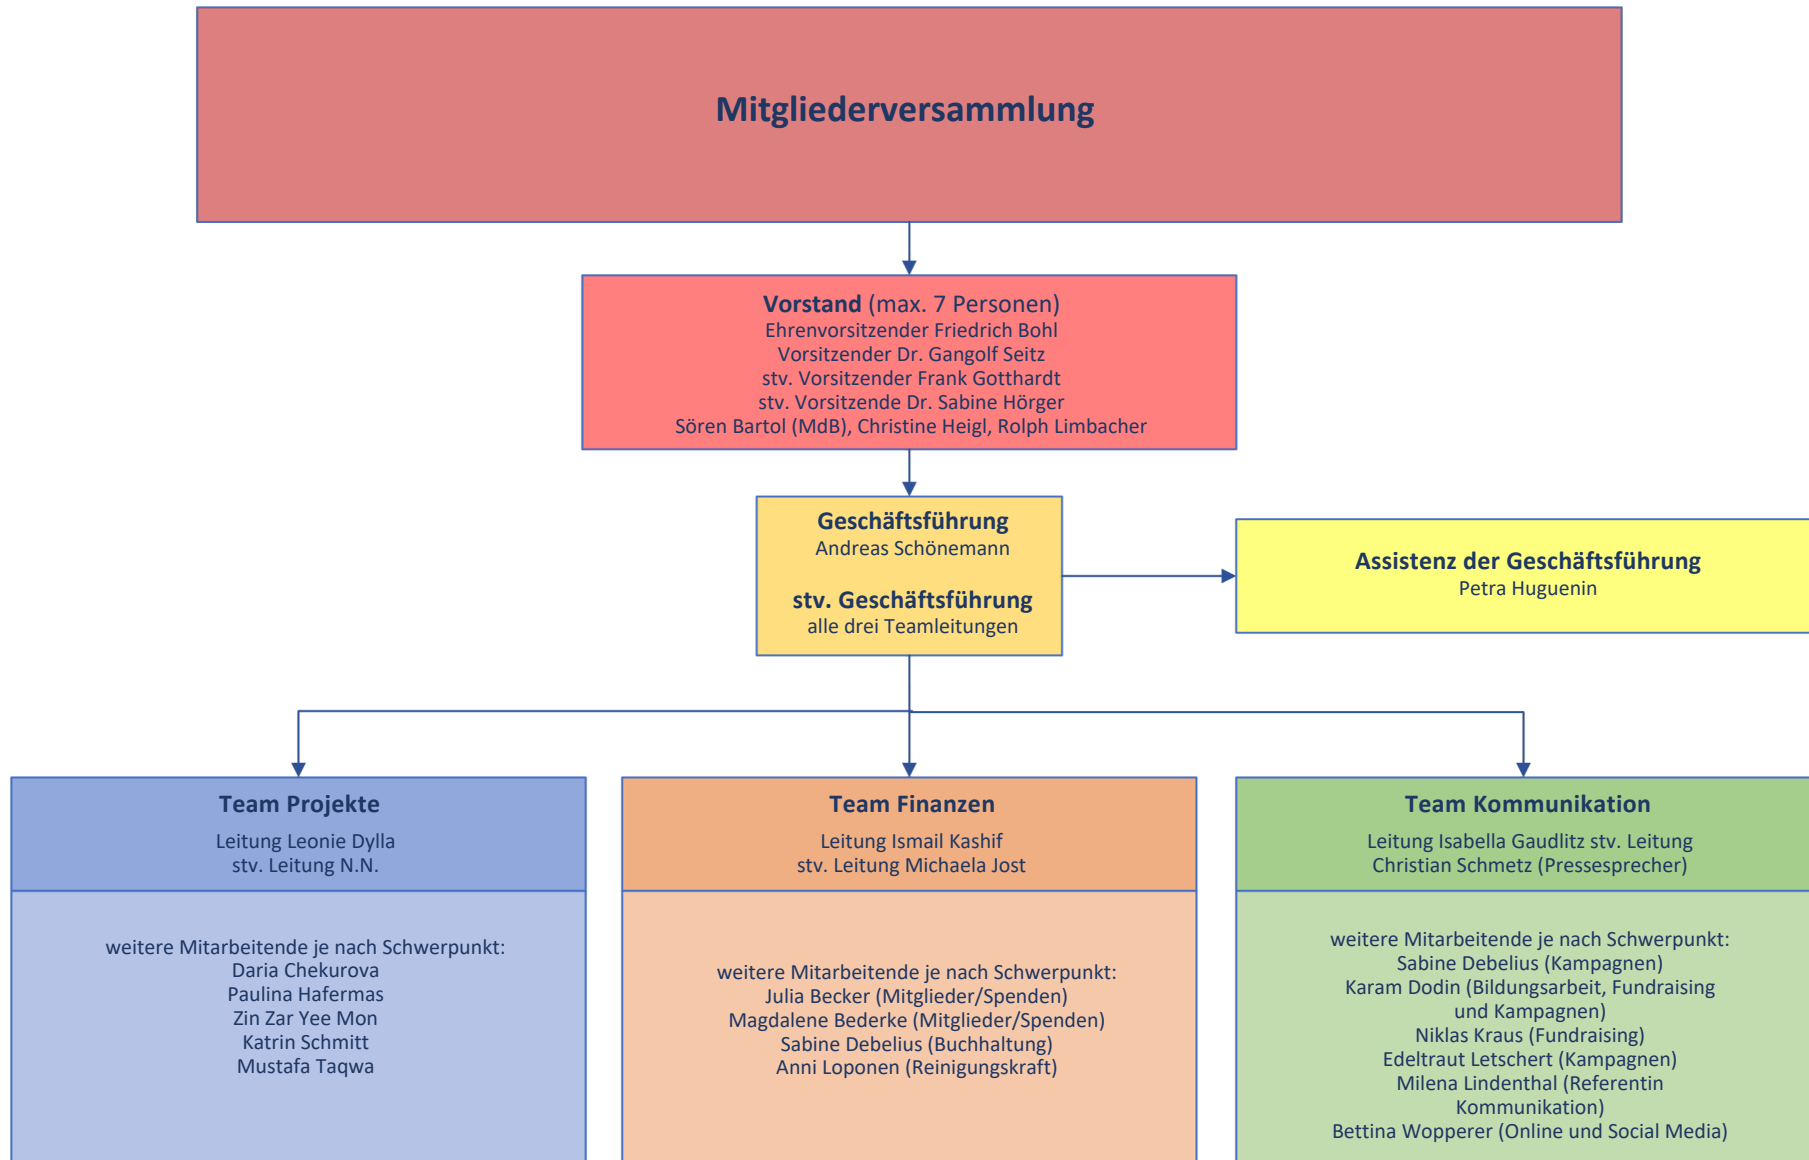 Mitgliederversammlung
Vorstand (max. 7 Personen)
Ehrenvorsitzender Friedrich Bohl
Vorsitzender Dr. Gangolf Seitz
stv. Vorsitzender Frank Gotthardt
stv. Vorsitzende Dr. Sabine Hörger
Sören Bartol (MdB), Christine Heigl, Rolph Limbacher
Geschäftsführung
Andreas Schönemann
stv. Geschäftsführung
alle drei Teamleitungen
Assistenz der Geschäftsführung
Petra Huguenin
Team Projekte
Leitung Leonie Dylla
stv. Leitung N.N.
weitere Mitarbeitende je nach Schwerpunkt:
Daria Chekurova
Paulina Hafermas
Zin Zar Yee Mon
Katrin Schmitt
Mustafa Taqwa
Team Finanzen
Leitung Ismail Kashif
stv. Leitung Michaela Jost
weitere Mitarbeitende je nach Schwerpunkt:
Julia Becker (Mitglieder/Spenden)
Magdalene Bederke (Mitglieder/Spenden)
Sabine Debelius (Buchhaltung)
Anni Loponen (Reinigungskraft)
Team Kommunikation
Leitung Isabella Gaudlitz stv. Leitung
Christian Schmetz (Pressesprecher)
weitere Mitarbeitende je nach Schwerpunkt:
Sabine Debelius (Kampagnen)
Karam Dodin (Bildungsarbeit, Fundraising
und Kampagnen)
Niklas Kraus (Fundraising)
Edeltraut Letschert (Kampagnen)
Milena Lindenthal (Referentin
Kommunikation)
Bettina Wopperer (Online und Social Media)